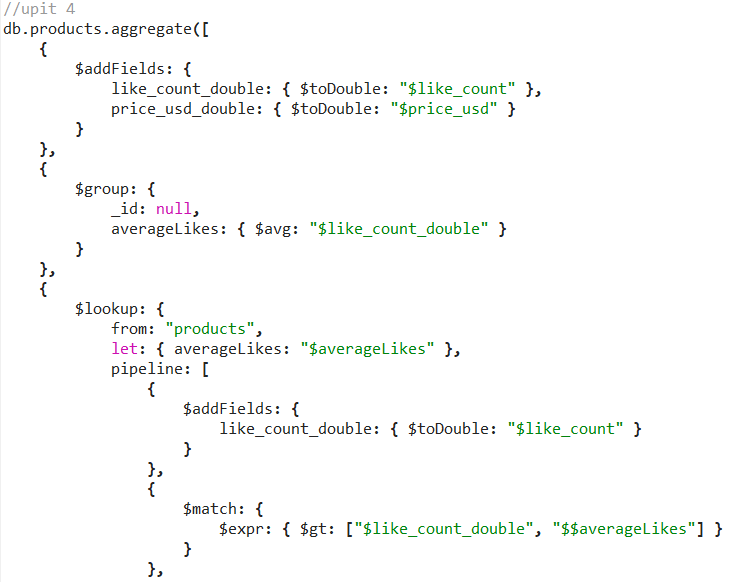 //upit 4
db.products.aggregate([
    {
        $addFields: {
            like_count_double: { $toDouble: "$like_count" },
            price_usd_double: { $toDouble: "$price_usd" }
        }
    },
    {
        $group: {
            _id: null,
            averageLikes: { $avg: "$like_count_double" }
        }
    },
    {
        $lookup: {
            from: "products",
            let: { averageLikes: "$averageLikes" },
            pipeline: [
                {
                    $addFields: {
                        like_count_double: { $toDouble: "$like_count" }
                    }
                },
                {
                    $match: {
                        $expr: { $gt: ["$like_count_double", "$$averageLikes"] }
                    }
                },